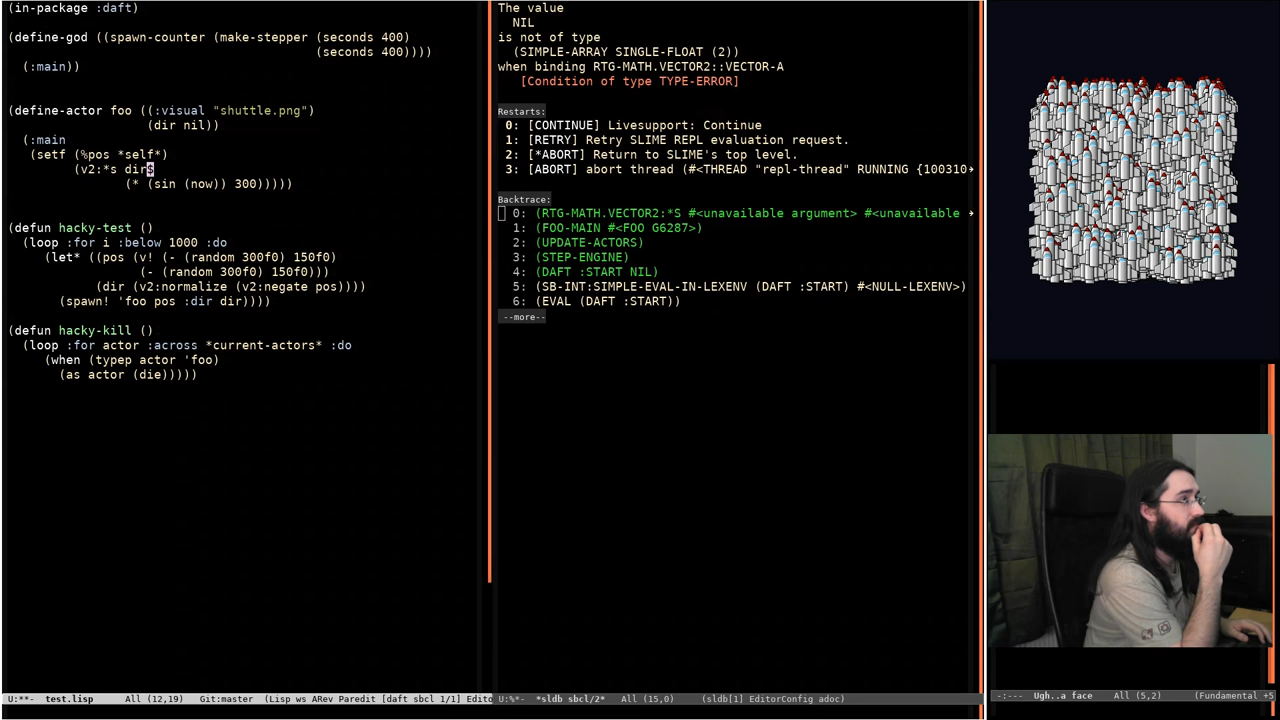 (in-package :daft)
(define-god ((spawn-counter (make-stepper (seconds 400)
(seconds 400))))
(:main))
(define-actor foo ((:visual "shuttle.png")
(dir nil))
(:main
(setf (%pos *self*)
(v2:*s dir$
(* (sin (now)) 300)))))
(defun hacky-test ()
(loop :for i :below 1000 :do
(let* ((pos (v! (- (random 300f0) 150f0)
(- (random 300f0) 150f0)))
(dir (v2:normalize (v2:negate pos))))
(spawn! 'foo pos :dir dir))))
(defun hacky-kill ()
(loop :for actor :across *current-actors* :do
(when (typep actor 'foo)
(as actor (die)))))
U:**- test.lisp All (12,19) Git:master (Lisp ws ARev Paredit [daft sbcl 1/1] Edito
The value
NIL
is not of type
(SIMPLE-ARRAY SINGLE-FLOAT (2))
when binding RTG-MATH.VECTOR2::VECTOR-A
[Condition of type TYPE-ERROR]
Restarts:
0: [CONTINUE] Livesupport: Continue
1: [RETRY] Retry SLIME REPL evaluation request.
2: [*ABORT] Return to SLIME's top level.
3: [ABORT] abort thread (#<THREAD "repl-thread" RUNNING {100310
Backtrace:
0: (RTG-MATH.VECTOR2:*S #<unavailable argument> #<unavailable
1: (FOO-MAIN #<FOO G6287>)
2: (UPDATE-ACTORS)
3: (STEP-ENGINE)
4: (DAFT :START NIL)
5: (SB-INT:SIMPLE-EVAL-IN-LEXENV (DAFT :START) #<NULL-LEXENV>)
6: (EVAL (DAFT :START))
--more--
U:%*- *sldb sbcl/2* All (15,0) (sldb[1] EditorConfig adoc)
-:--- Ugh..a face All (5,2) (Fundamental +5